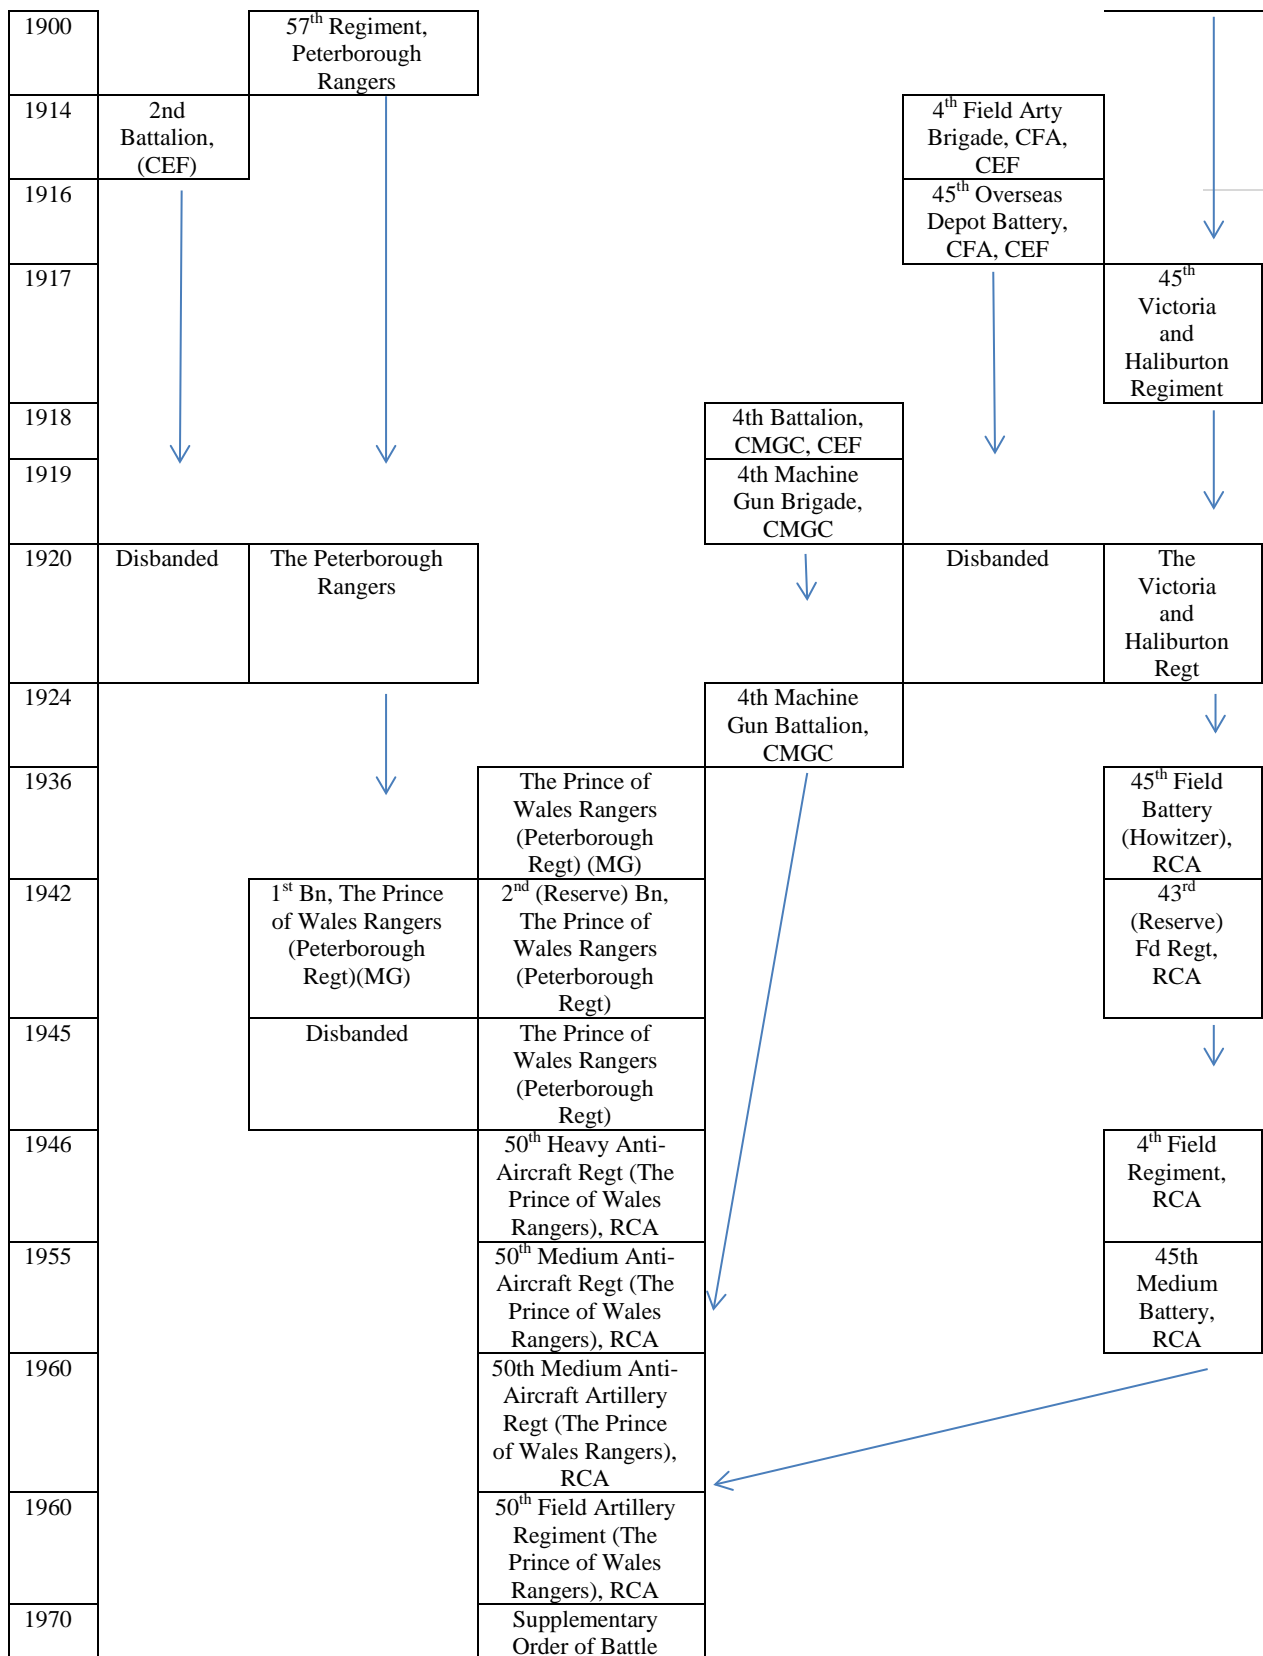 1900
57th Regiment,
Peterborough
Rangers
1914
2nd
Battalion,
(CEF)
4th Field Arty
Brigade, CFA,
CEF
1916
45th Overseas
Depot Battery,
CFA, CEF
1917
45th
Victoria
and
Haliburton
Regiment
1918
4th Battalion,
CMGC, CEF
1919
4th Machine
Gun Brigade,
CMGC
1920
Disbanded
The Peterborough
Rangers
Disbanded
The
Victoria
and
Haliburton
Regt
1924
4th Machine
Gun Battalion,
CMGC
1936
The Prince of
Wales Rangers
(Peterborough
Regt) (MG)
45th Field
Battery
(Howitzer),
RCA
1942
1st Bn, The Prince
of Wales Rangers
(Peterborough
Regt)(MG)
2nd (Reserve) Bn,
The Prince of
Wales Rangers
(Peterborough
Regt)
43rd
(Reserve)
Fd Regt,
RCA
1945
Disbanded
The Prince of
Wales Rangers
(Peterborough
Regt)
1946
50th Heavy Anti-
Aircraft Regt (The
Prince of Wales
Rangers), RCA
4th Field
Regiment,
RCA
1955
50th Medium Anti-
Aircraft Regt (The
Prince of Wales
Rangers), RCA
45th
Medium
Battery,
RCA
1960
50th Medium Anti-
Aircraft Artillery
Regt (The Prince
of Wales Rangers),
RCA
1960
50th Field Artillery
Regiment (The
Prince of Wales
Rangers), RCA
1970
Supplementary
Order of Battle